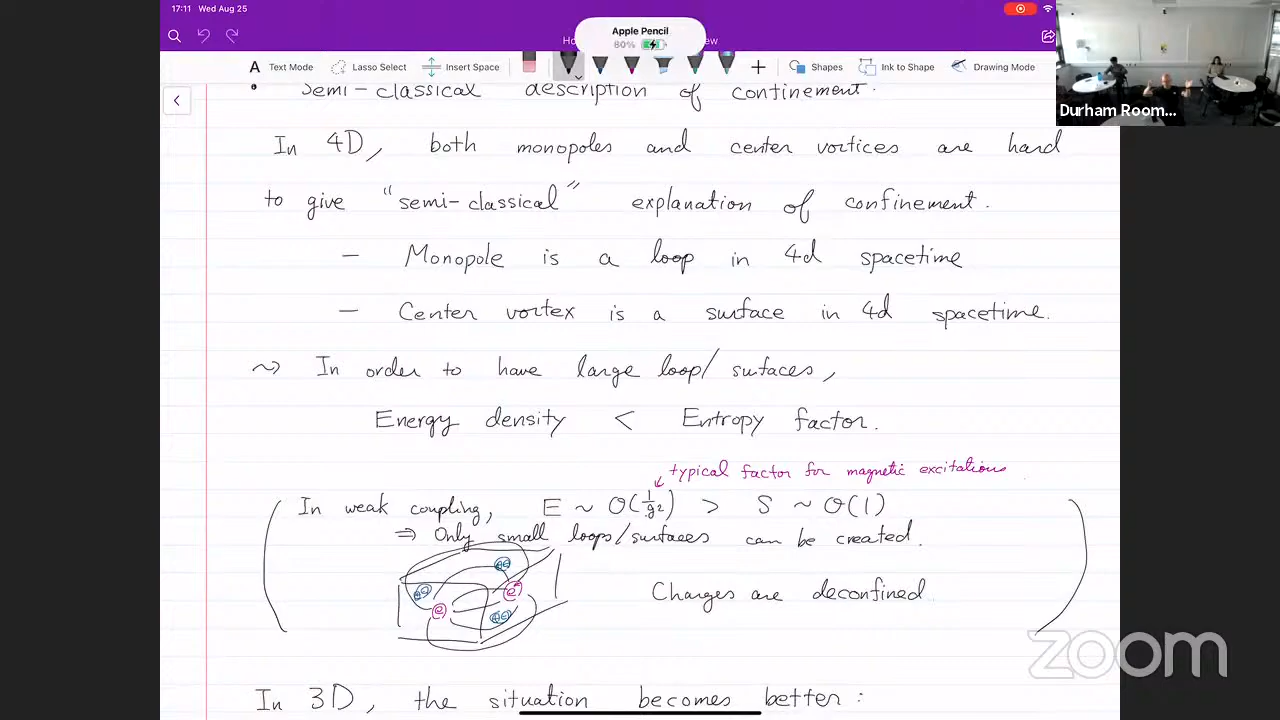 17:11 Wed Aug 25
Apple Pencil
80%
Text Mode
Lasso Select
Insert Space
Shapes
Ink to Shape
Drawing Mode
Durham Room...
• Semi-classical description of confinement.
In 4D, both monopoles and center vortices are hard
to give "semi-classical" explanation of confinement.
— Monopole is a loop in 4d spacetime
— Center vortex is a surface in 4d spacetime.
⇝ In order to have large loop/surfaces,
Energy density < Entropy factor.
typical factor for magnetic excitations
In weak coupling, E ~ O(1/g²) > S ~ O(1)
⇒ Only small loops/surfaces can be created.
Charges are deconfined
zoom
In 3D, the situation becomes better: